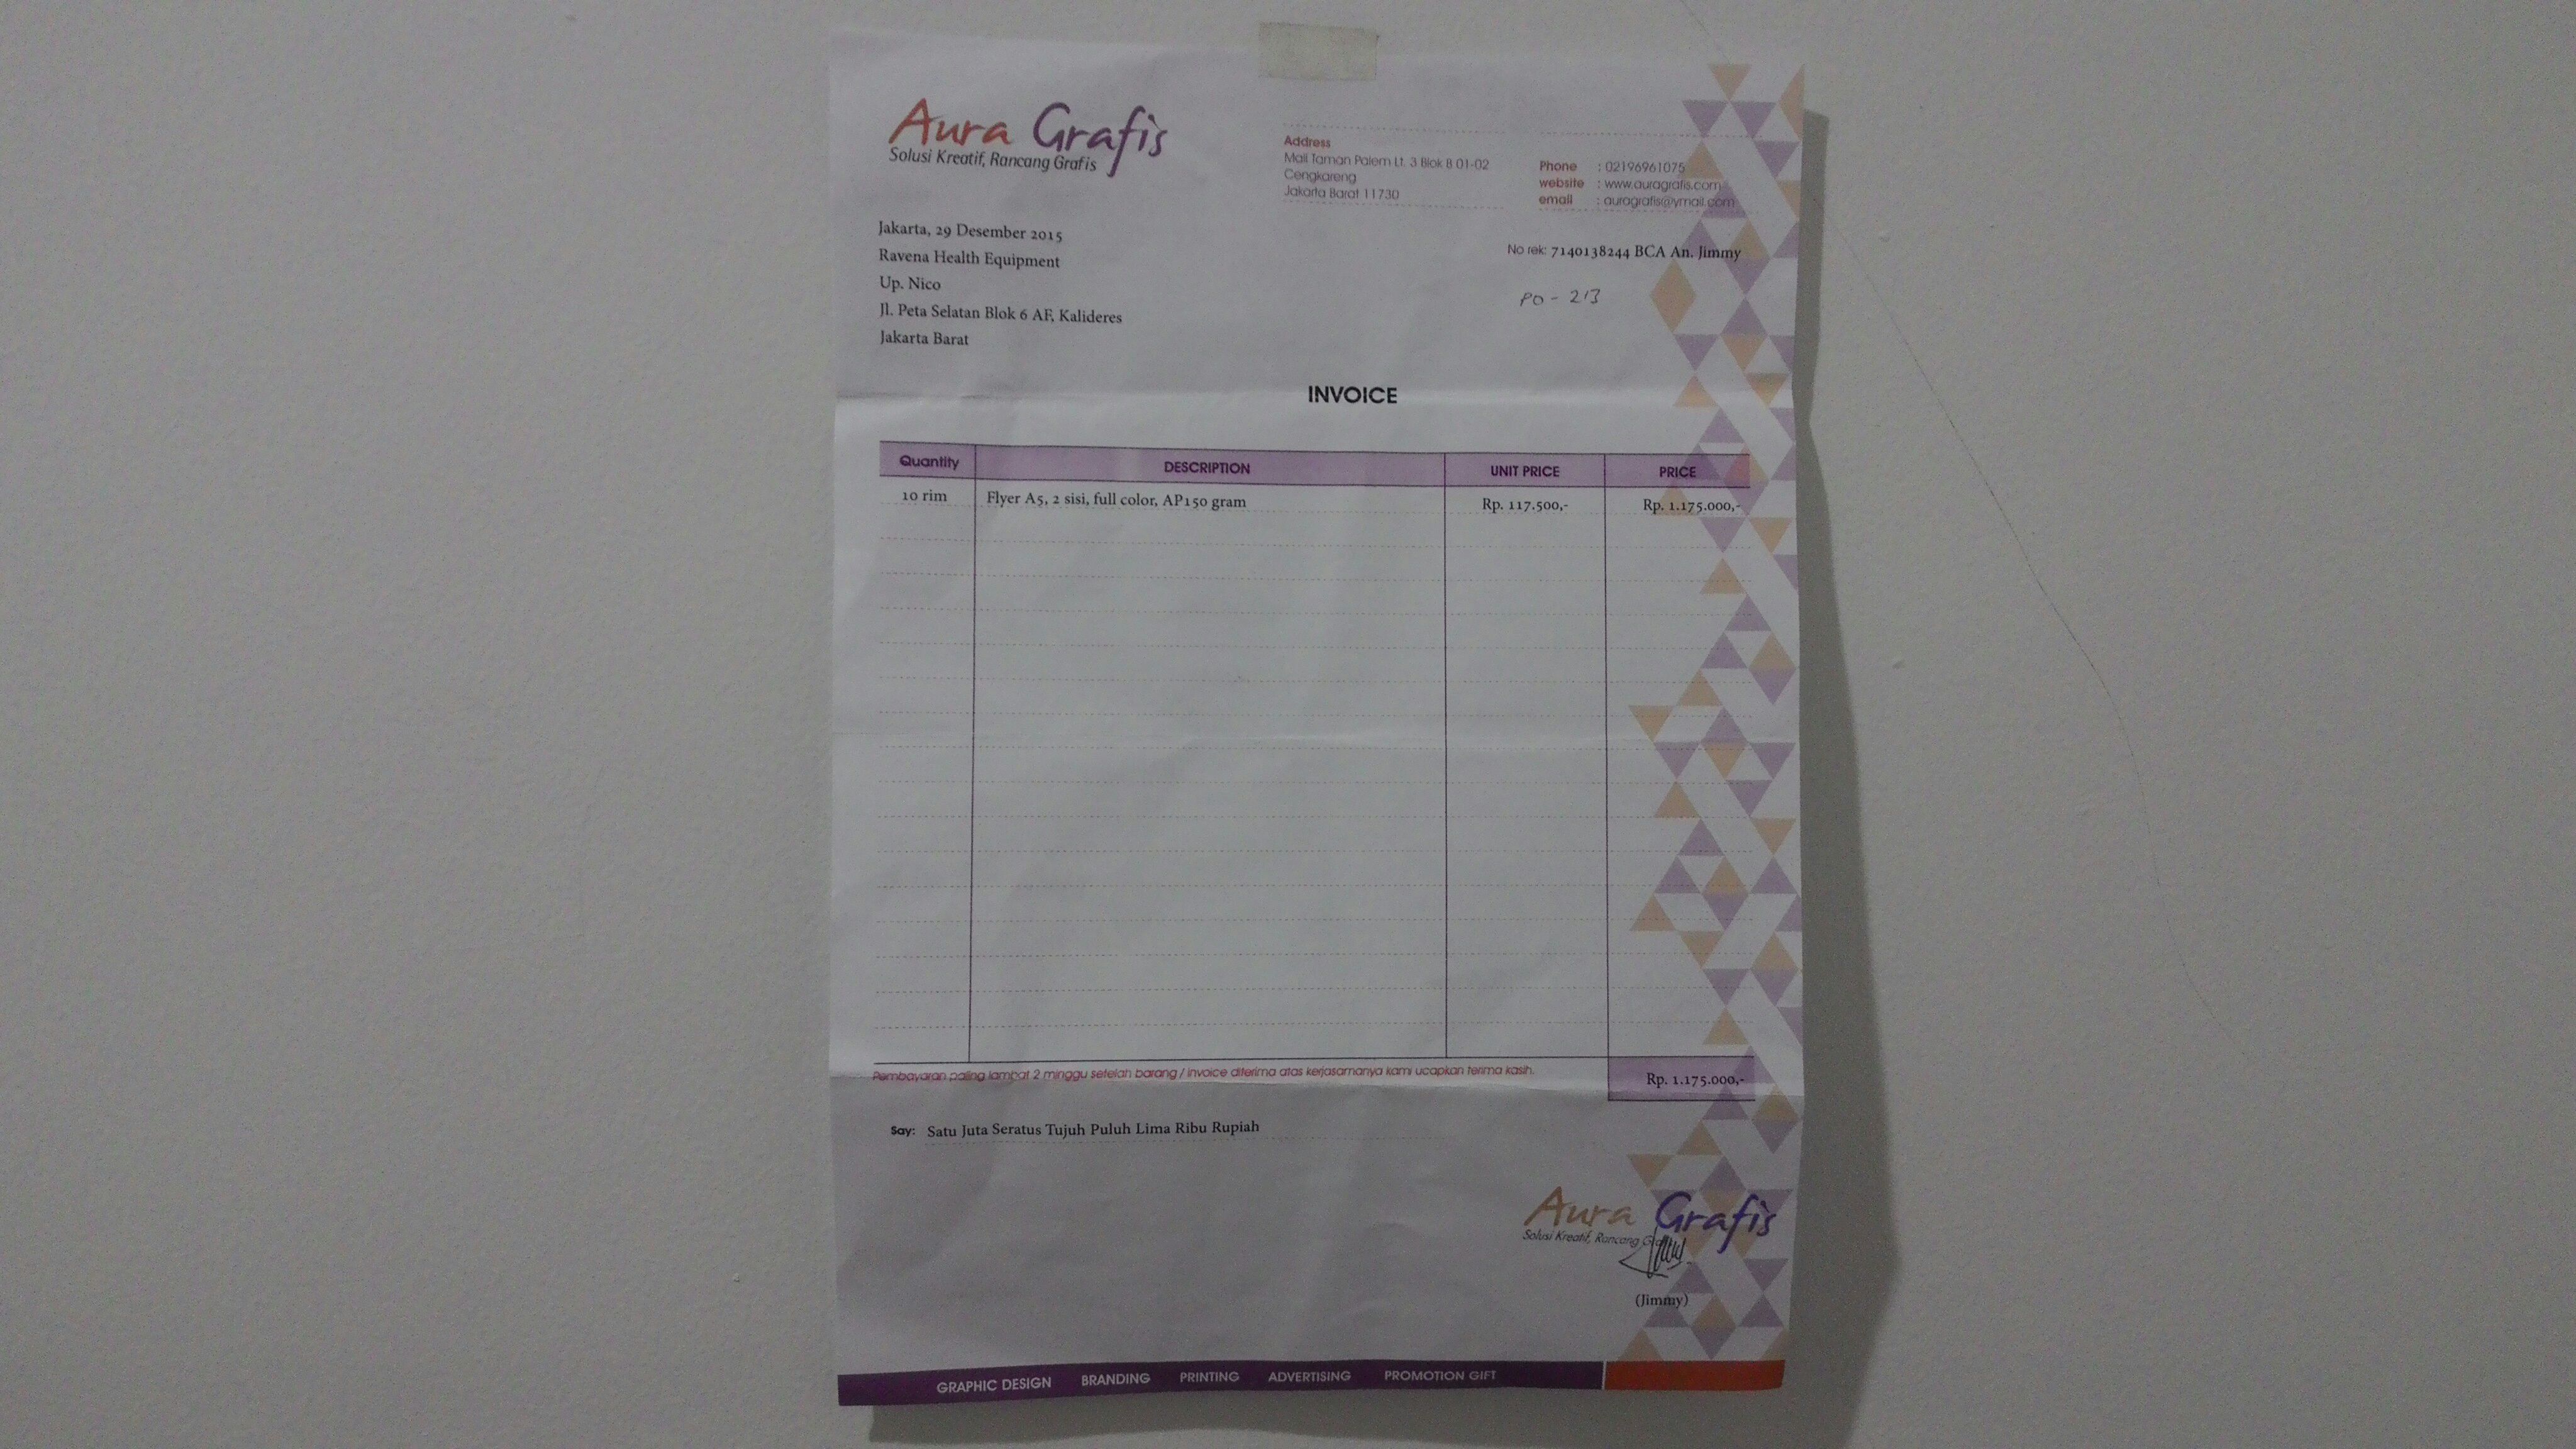 Aura Grafis
Solusi Kreatif, Rancang Grafis
Address
Mall Taman Palem Lt. 3 Blok B 01-02
Cengkareng
Jakarta Barat 11730
Phone : 02196961075
website : www.auragrafis.com
email : auragrafis@ymail.com
Jakarta, 29 Desember 2015
Ravena Health Equipment
Up. Nico
Jl. Peta Selatan Blok 6 AF, Kalideres
Jakarta Barat
No rek: 7140138244 BCA An. Jimmy
PO - 213
INVOICE
Quantity DESCRIPTION UNIT PRICE PRICE
10 rim Flyer A5, 2 sisi, full color, AP150 gram Rp. 117.500,- Rp. 1.175.000,-
Pembayaran paling lambat 2 minggu setelah barang / invoice diterima atas kerjasamanya kami ucapkan terima kasih.
Rp. 1.175.000,-
Say: Satu Juta Seratus Tujuh Puluh Lima Ribu Rupiah
Aura Grafis
Solusi Kreatif, Rancang
(Jimmy)
GRAPHIC DESIGN BRANDING PRINTING ADVERTISING PROMOTION GIFT